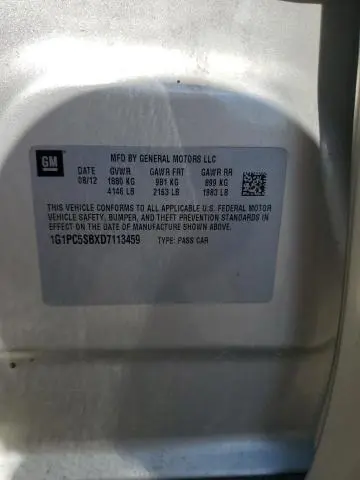 GM
MFD BY GENERAL MOTORS LLC
DATE GVWR GAWR FRT GAWR RR
08/12 1880 KG 981 KG 899 KG
4146 LB 2163 LB 1983 LB
THIS VEHICLE CONFORMS TO ALL APPLICABLE U.S. FEDERAL MOTOR
VEHICLE SAFETY, BUMPER, AND THEFT PREVENTION STANDARDS IN
EFFECT ON THE DATE OF MANUFACTURE SHOWN ABOVE.
1G1PC5SBXD7113459 TYPE: PASS CAR